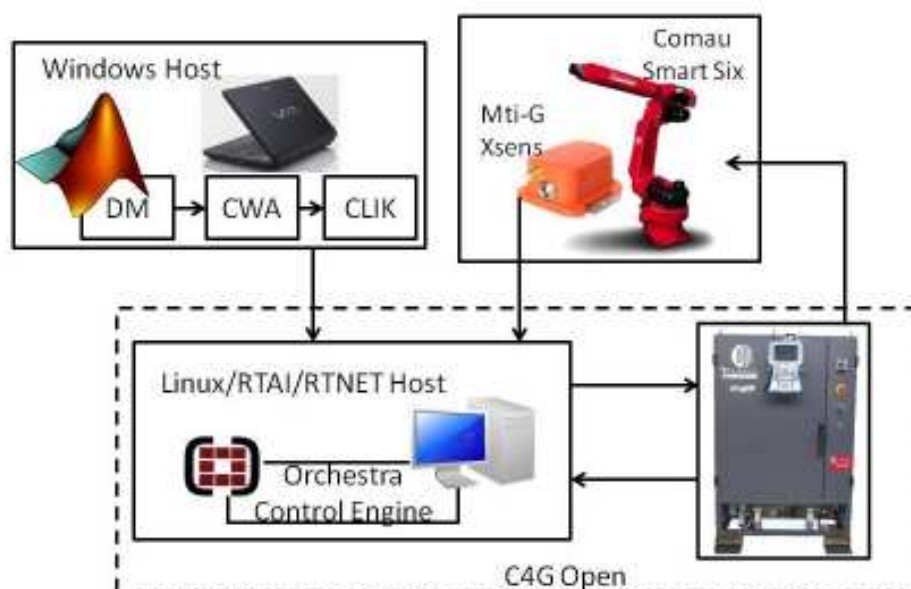 Windows Host
DM
CWA
CLIK
Comau
Smart Six
Mti-G
Xsens
Linux/RTAI/RTNET Host
Orchestra
Control Engine
C4G Open